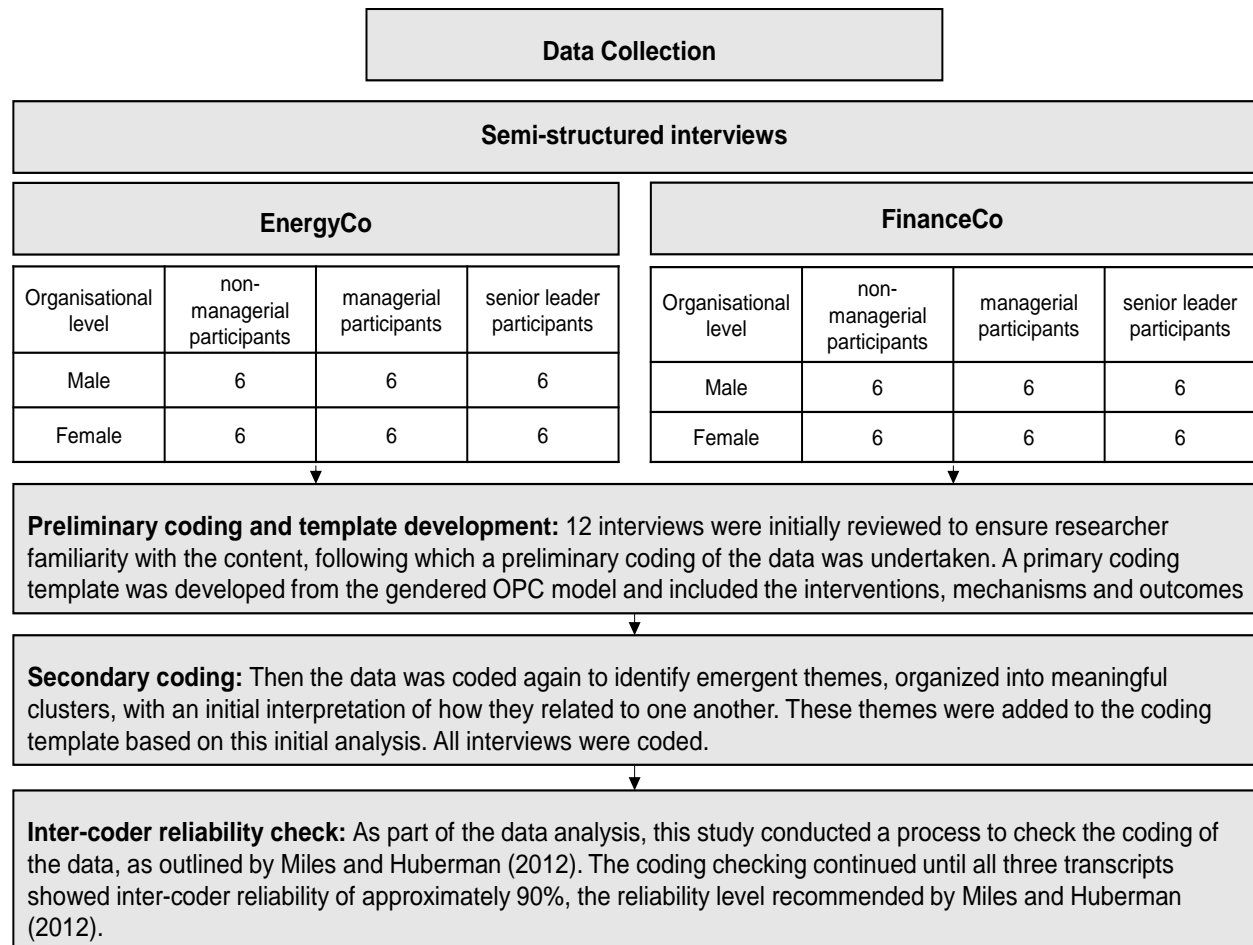 Data Collection
Semi-structured interviews
EnergyCo
Organisational level
non-managerial participants
managerial participants
senior leader participants
Male 6 6 6
Female 6 6 6
FinanceCo
Organisational level
non-managerial participants
managerial participants
senior leader participants
Male 6 6 6
Female 6 6 6
Preliminary coding and template development: 12 interviews were initially reviewed to ensure researcher
familiarity with the content, following which a preliminary coding of the data was undertaken. A primary coding
template was developed from the gendered OPC model and included the interventions, mechanisms and outcomes
Secondary coding: Then the data was coded again to identify emergent themes, organized into meaningful
clusters, with an initial interpretation of how they related to one another. These themes were added to the coding
template based on this initial analysis. All interviews were coded.
Inter-coder reliability check: As part of the data analysis, this study conducted a process to check the coding of
the data, as outlined by Miles and Huberman (2012). The coding checking continued until all three transcripts
showed inter-coder reliability of approximately 90%, the reliability level recommended by Miles and Huberman
(2012).